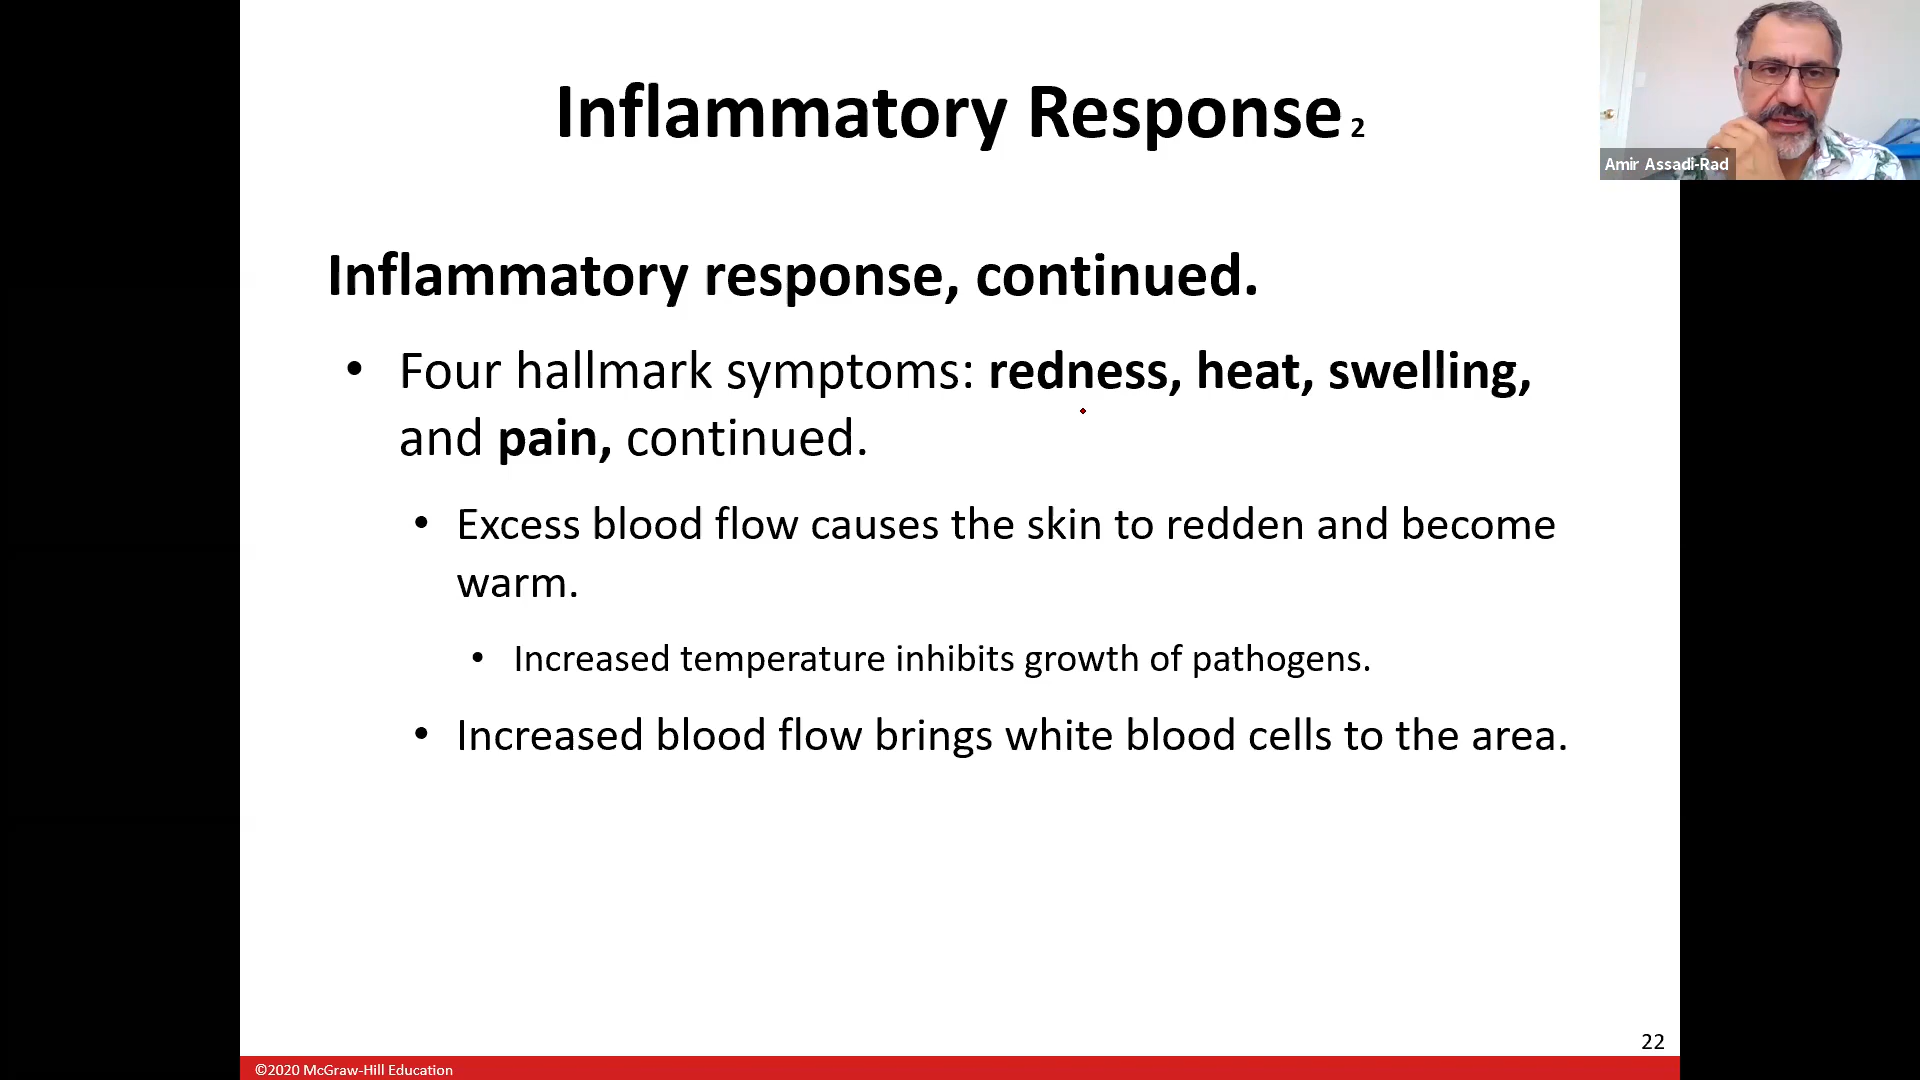 Inflammatory Response 2
Amir Assadi-Rad
Inflammatory response, continued.
• Four hallmark symptoms: redness, heat, swelling,
and pain, continued.
• Excess blood flow causes the skin to redden and become
warm.
• Increased temperature inhibits growth of pathogens.
• Increased blood flow brings white blood cells to the area.
22
©2020 McGraw-Hill Education